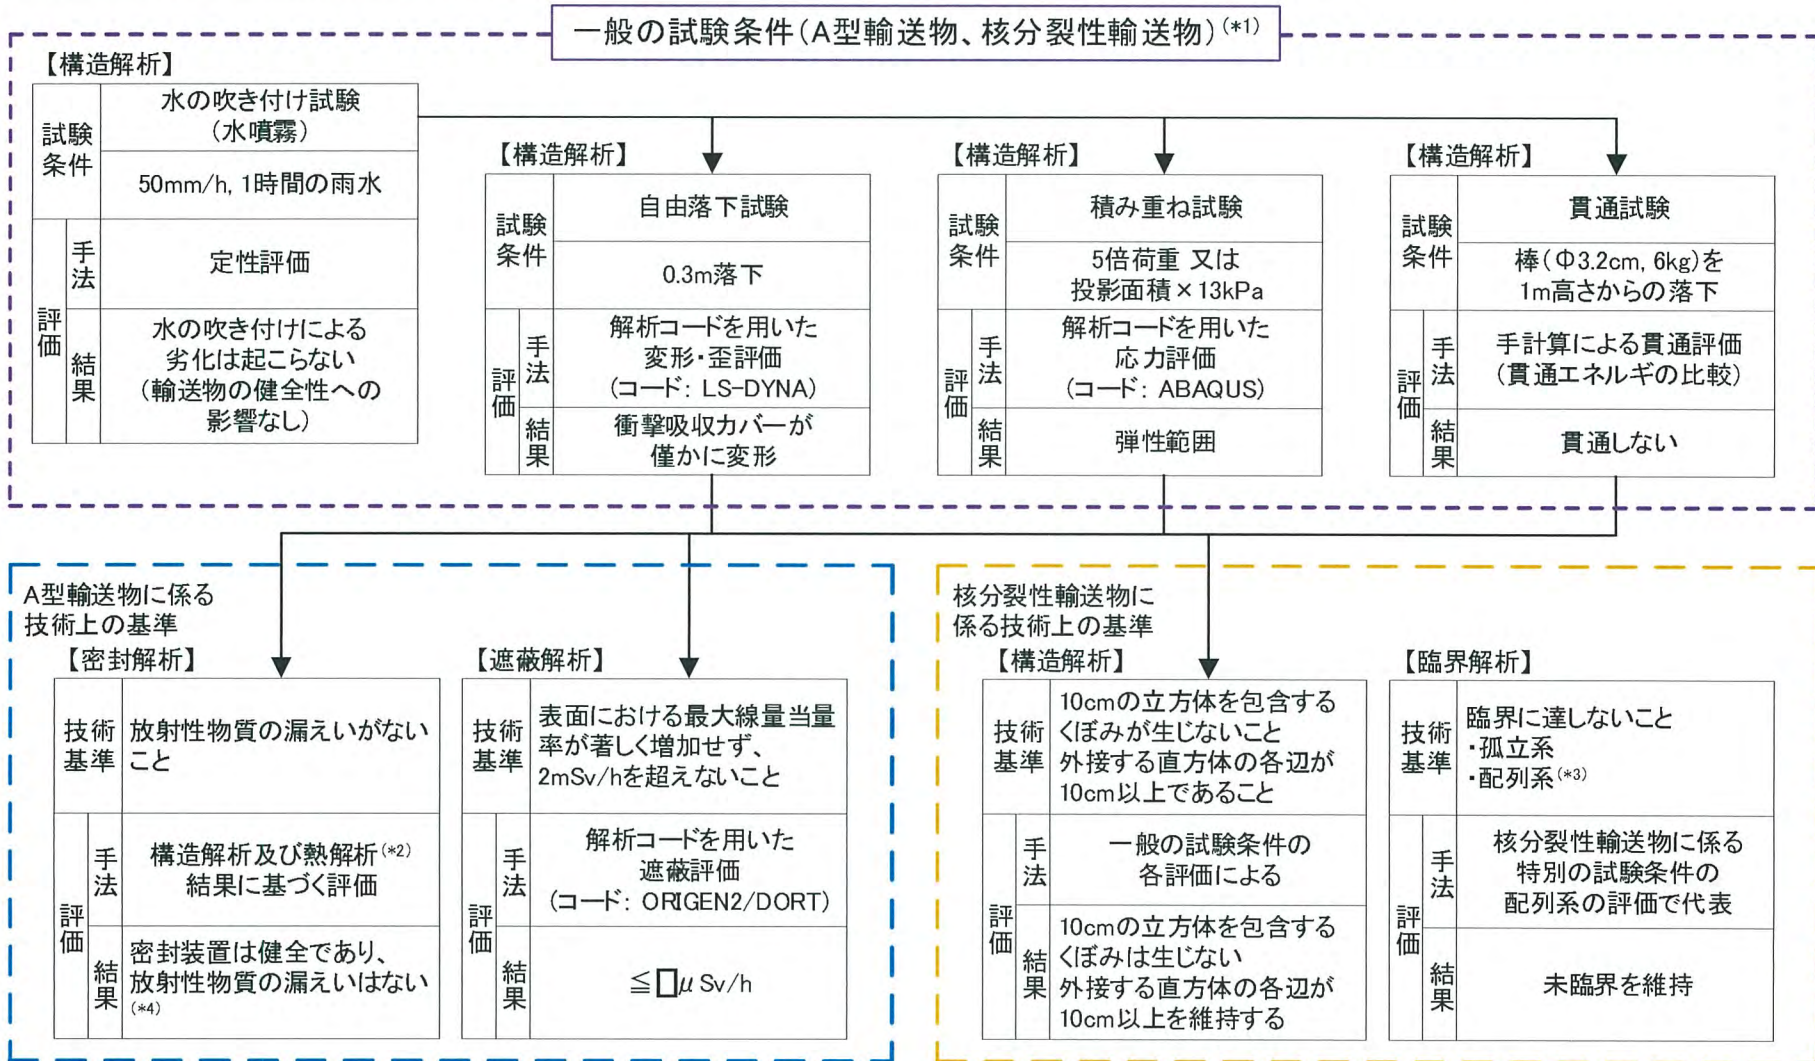 一般の試験条件(A型輸送物、核分裂性輸送物)(*1)
【構造解析】
試験
条件
水の吹き付け試験
(水噴霧)
50mm/h, 1時間の雨水
評価
手法
定性評価
結果
水の吹き付けによる
劣化は起こらない
(輸送物の健全性への
影響なし)
【構造解析】
試験
条件
自由落下試験
0.3m落下
評価
手法
解析コードを用いた
変形・歪評価
(コード: LS-DYNA)
結果
衝撃吸収カバーが
僅かに変形
【構造解析】
試験
条件
積み重ね試験
5倍荷重 又は
投影面積×13kPa
評価
手法
解析コードを用いた
応力評価
(コード: ABAQUS)
結果
弾性範囲
【構造解析】
試験
条件
貫通試験
棒(Φ3.2cm, 6kg)を
1m高さからの落下
評価
手法
手計算による貫通評価
(貫通エネルギの比較)
結果
貫通しない
A型輸送物に係る
技術上の基準
【密封解析】
技術
基準
放射性物質の漏えいがない
こと
評価
手法
構造解析及び熱解析(*2)
結果に基づく評価
結果
密封装置は健全であり、
放射性物質の漏えいはない
(*4)
【遮蔽解析】
技術
基準
表面における最大線量当量
率が著しく増加せず、
2mSv/hを超えないこと
評価
手法
解析コードを用いた
遮蔽評価
(コード: ORIGEN2/DORT)
結果
≦□μSv/h
核分裂性輸送物に
係る技術上の基準
【構造解析】
技術
基準
10cmの立方体を包含する
くぼみが生じないこと
外接する直方体の各辺が
10cm以上であること
評価
手法
一般の試験条件の
各評価による
結果
10cmの立方体を包含する
くぼみは生じない
外接する直方体の各辺が
10cm以上を維持する
【臨界解析】
技術
基準
臨界に達しないこと
・孤立系
・配列系(*3)
評価
手法
核分裂性輸送物に係る
特別の試験条件の
配列系の評価で代表
結果
未臨界を維持